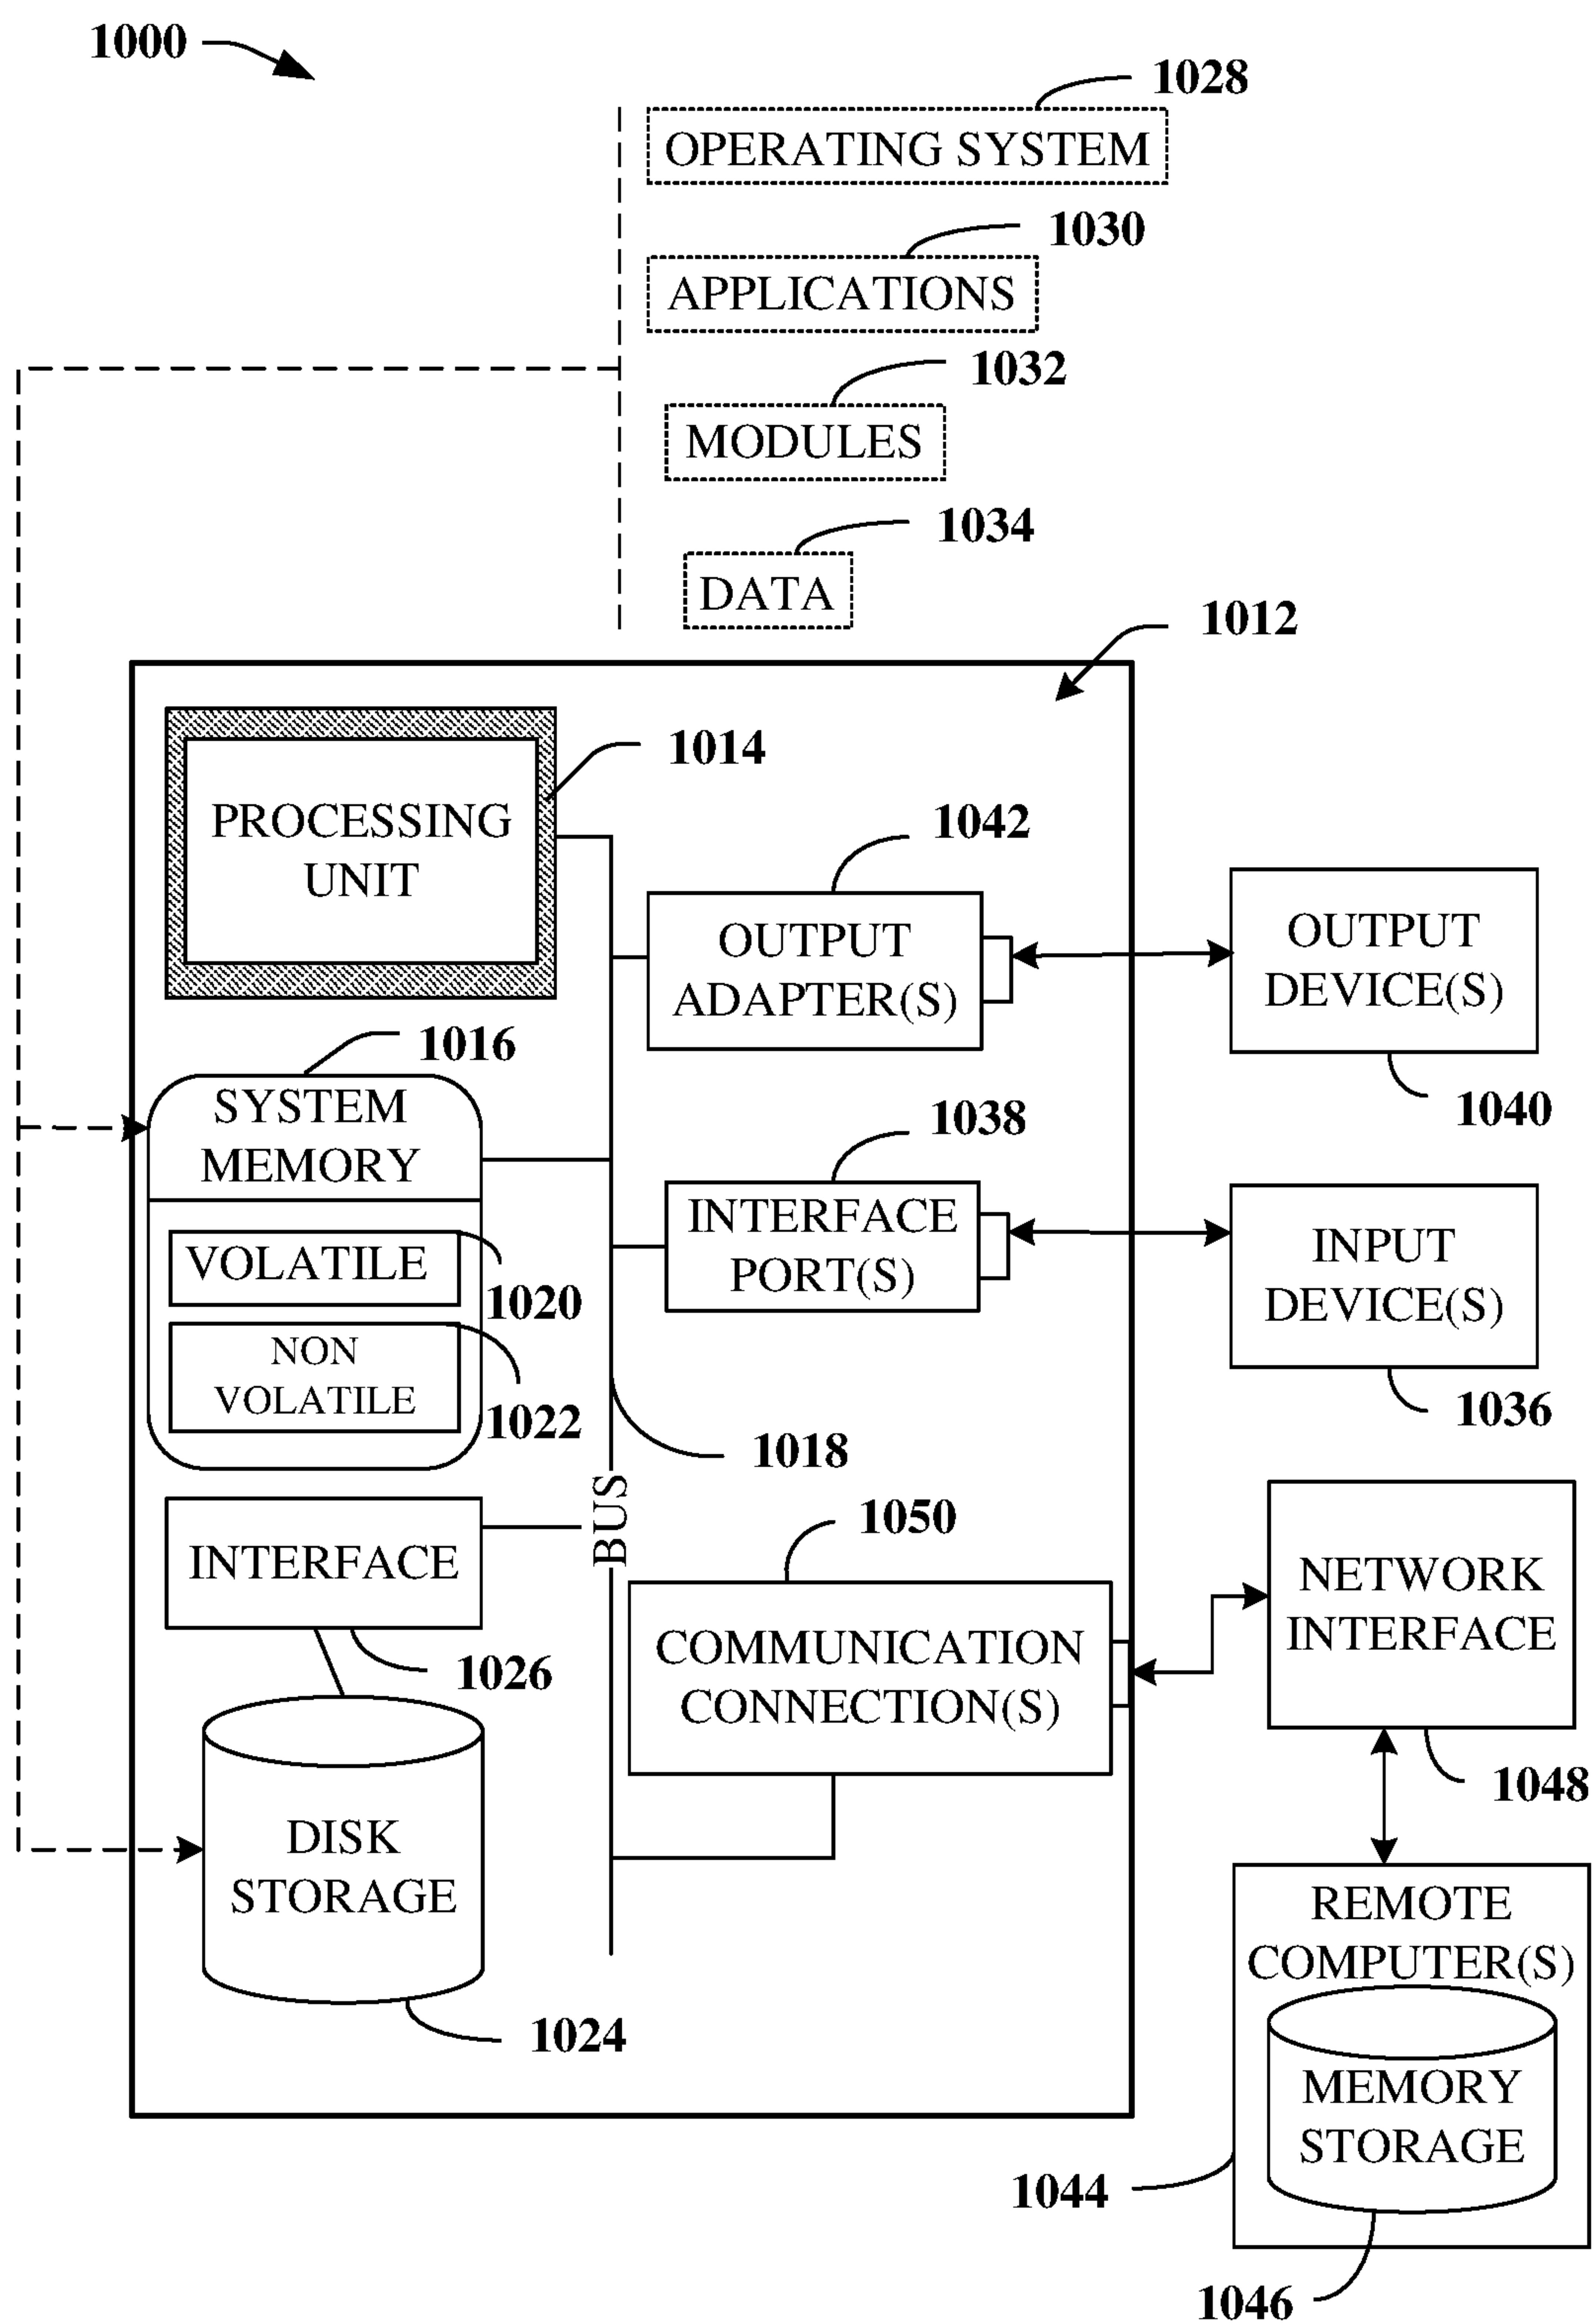 1000
1028
OPERATING SYSTEM
1030
APPLICATIONS
1032
MODULES
1034
DATA
1012
1014
PROCESSING
UNIT
1042
OUTPUT
ADAPTER(S)
OUTPUT
DEVICE(S)
1040
1016
SYSTEM
MEMORY
VOLATILE
1020
NON
VOLATILE
1022
1038
INTERFACE
PORT(S)
INPUT
DEVICE(S)
1036
1018
BUS
INTERFACE
1026
1050
COMMUNICATION
CONNECTION(S)
NETWORK
INTERFACE
1048
DISK
STORAGE
1024
REMOTE
COMPUTER(S)
MEMORY
STORAGE
1044
1046